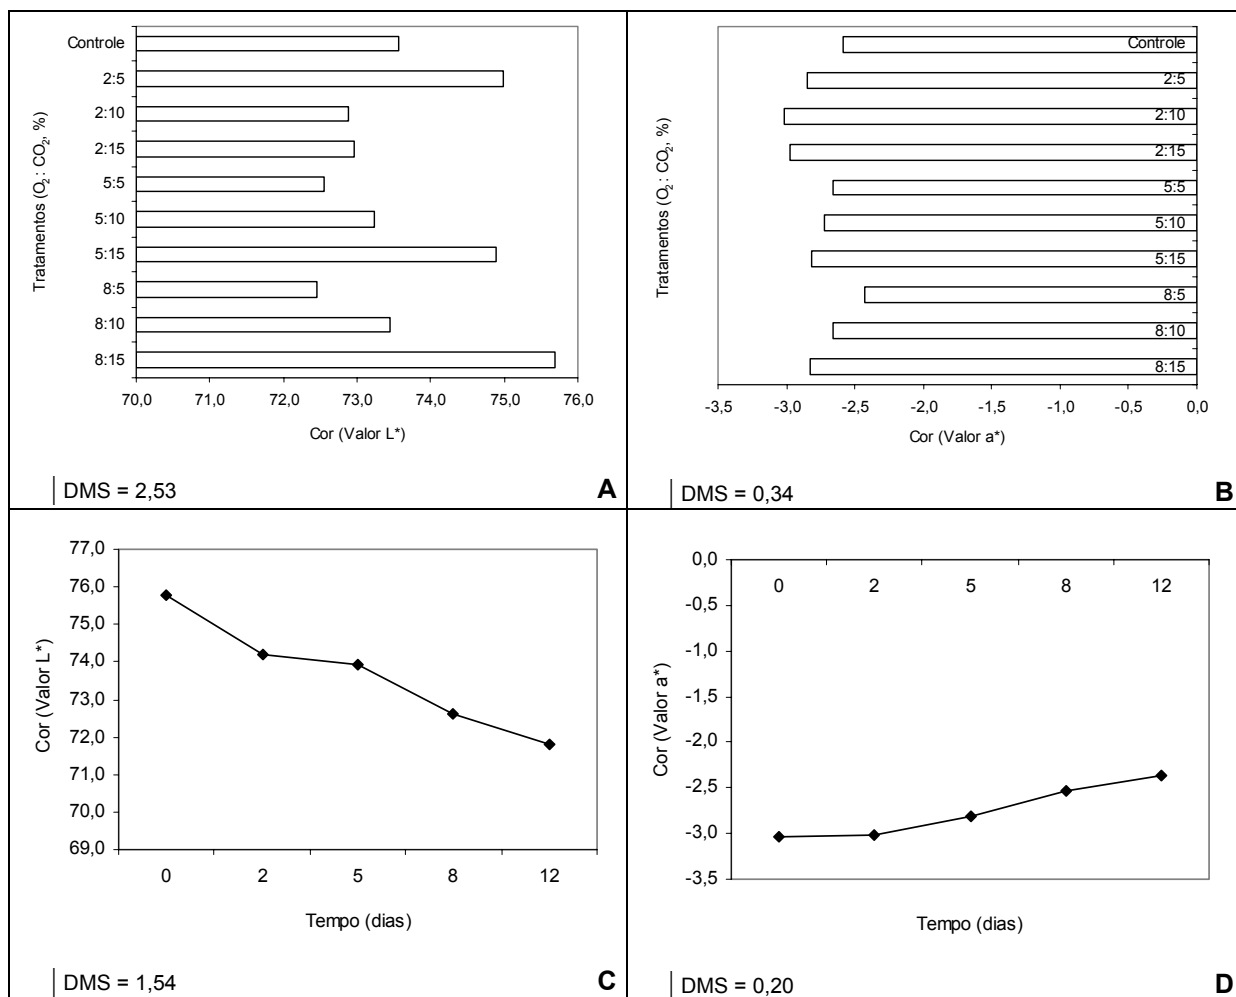 Controle
2:5
2:10
2:15
5:5
5:10
5:15
8:5
8:10
8:15
Tratamentos (O₂ : CO₂, %)
70,0 71,0 72,0 73,0 74,0 75,0 76,0
Cor (Valor L*)
DMS = 2,53
A
Controle
2:5
2:10
2:15
5:5
5:10
5:15
8:5
8:10
8:15
Tratamentos (O₂ : CO₂, %)
-3,5 -3,0 -2,5 -2,0 -1,5 -1,0 -0,5 0,0
Cor (Valor a*)
DMS = 0,34
B
77,0
76,0
75,0
74,0
73,0
72,0
71,0
70,0
69,0
Cor (Valor L*)
0 2 5 8 12
Tempo (dias)
DMS = 1,54
C
0,0
-0,5
-1,0
-1,5
-2,0
-2,5
-3,0
-3,5
Cor (Valor a*)
0 2 5 8 12
Tempo (dias)
DMS = 0,20
D